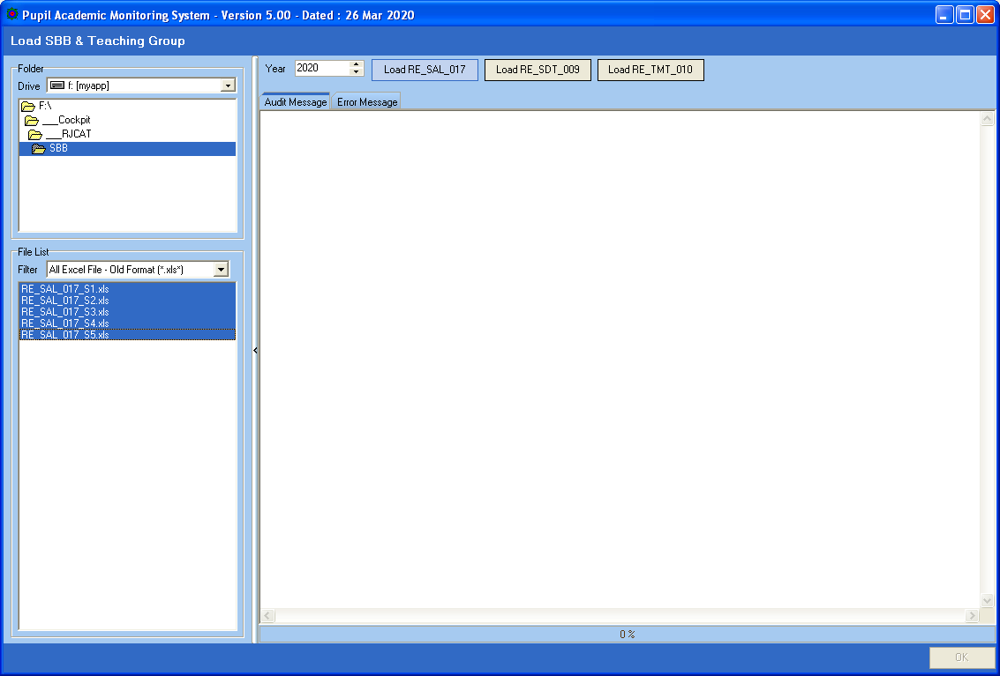 Pupil Academic Monitoring System - Version 5.00 - Dated : 26 Mar 2020
Load SBB & Teaching Group
Folder
Drive f: [myapp]
F:\
___Cockpit
___RJCAT
SBB
File List
Filter All Excel File - Old Format (*.xls*)
RE_SAL_017_S1.xls
RE_SAL_017_S2.xls
RE_SAL_017_S3.xls
RE_SAL_017_S4.xls
RE_SAL_017_S5.xls
Year 2020 Load RE_SAL_017 Load RE_SDT_009 Load RE_TMT_010
Audit Message Error Message
0 %
OK